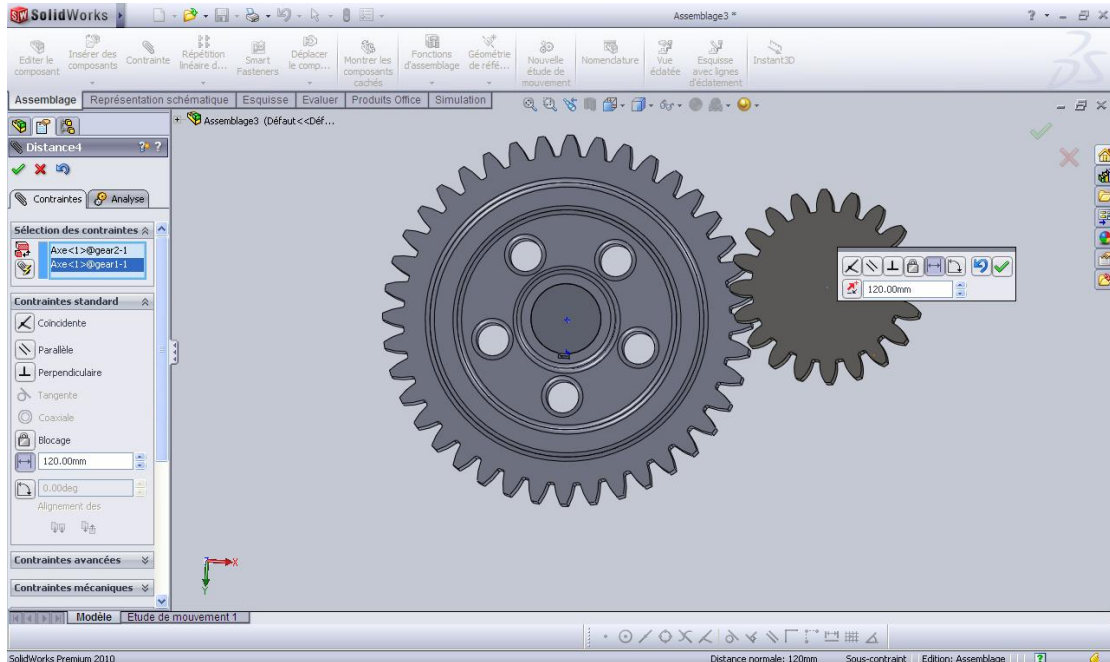 SolidWorks
Assemblage3 *
Editer le composant
Insérer des composants
Contrainte
Répétition linéaire d...
Smart Fasteners
Déplacer le comp...
Montrer les composants cachés
Fonctions d'assemblage
Géométrie de réfé...
Nouvelle étude de mouvement
Nomenclature
Vue éclatée
Esquisse avec lignes d'éclatement
Instant3D
Assemblage
Représentation schématique
Esquisse
Evaluer
Produits Office
Simulation
Assemblage3 (Défaut<<Déf...
Distance4
Contraintes
Analyse
Sélection des contraintes
Axe<1>@gear2-1
Axe<1>@gear1-1
Contraintes standard
Coïncidente
Parallèle
Perpendiculaire
Tangente
Coaxiale
Blocage
120.00mm
0.00deg
Alignement des
Contraintes avancées
Contraintes mécaniques
120.00mm
X
Y
Modèle
Etude de mouvement 1
SolidWorks Premium 2010
Distance normale: 120mm
Sous-contraint
Edition: Assemblage